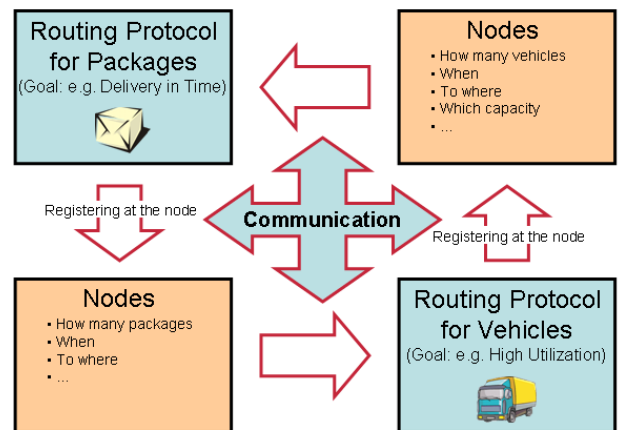 Routing Protocol
for Packages
(Goal: e.g. Delivery in Time)
Nodes
▪ How many vehicles
▪ When
▪ To where
▪ Which capacity
▪ ...
Registering at the node
Communication
Registering at the node
Nodes
▪ How many packages
▪ When
▪ To where
▪ ...
Routing Protocol
for Vehicles
(Goal: e.g. High Utilization)